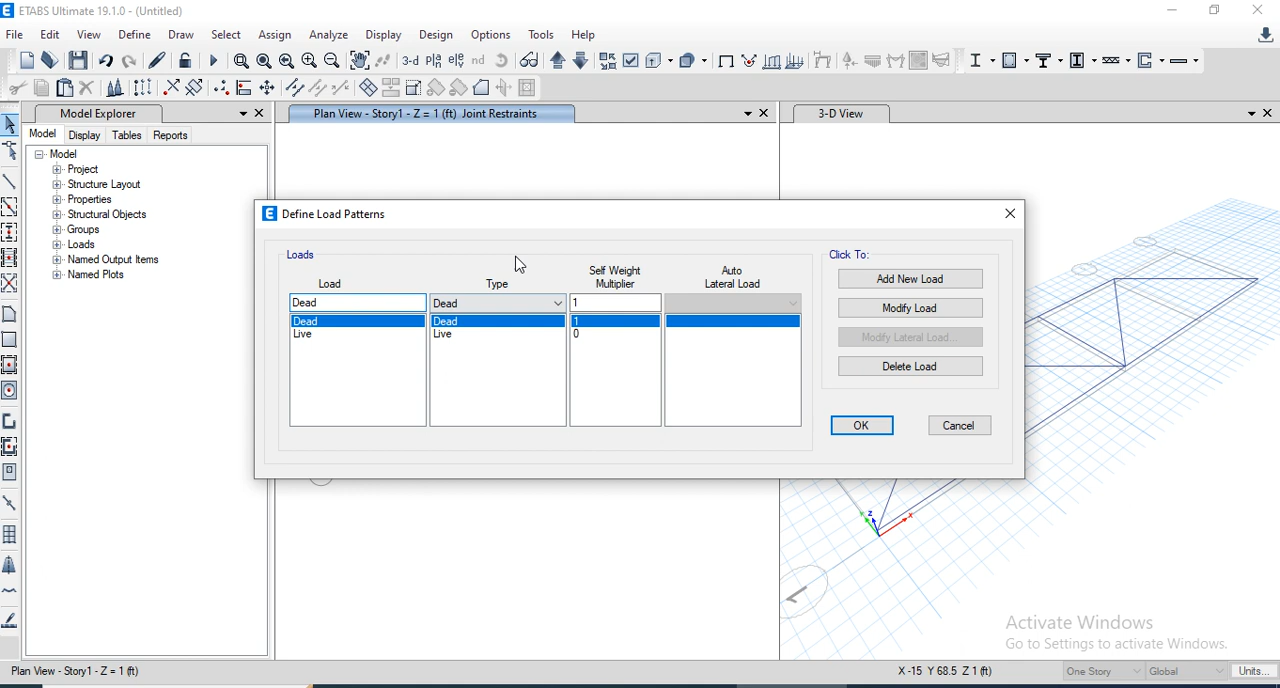 ETABS Ultimate 19.1.0 - (Untitled)
File Edit View Define Draw Select Assign Analyze Display Design Options Tools Help
3-d nd
Model Explorer
Plan View - Story1 - Z = 1 (ft) Joint Restraints
3-D View
Model Display Tables Reports
Model
Project
Structure Layout
Properties
Structural Objects
Groups
Loads
Named Output Items
Named Plots
Define Load Patterns
Loads
Click To:
Load Type Self Weight Multiplier Auto Lateral Load
Dead Dead 1
Dead Dead 1
Live Live 0
Add New Load
Modify Load
Modify Lateral Load...
Delete Load
OK Cancel
Z
Y
X
1
Activate Windows
Go to Settings to activate Windows.
Plan View - Story1 - Z = 1 (ft)
X -15 Y 68.5 Z 1 (ft)
One Story Global Units...